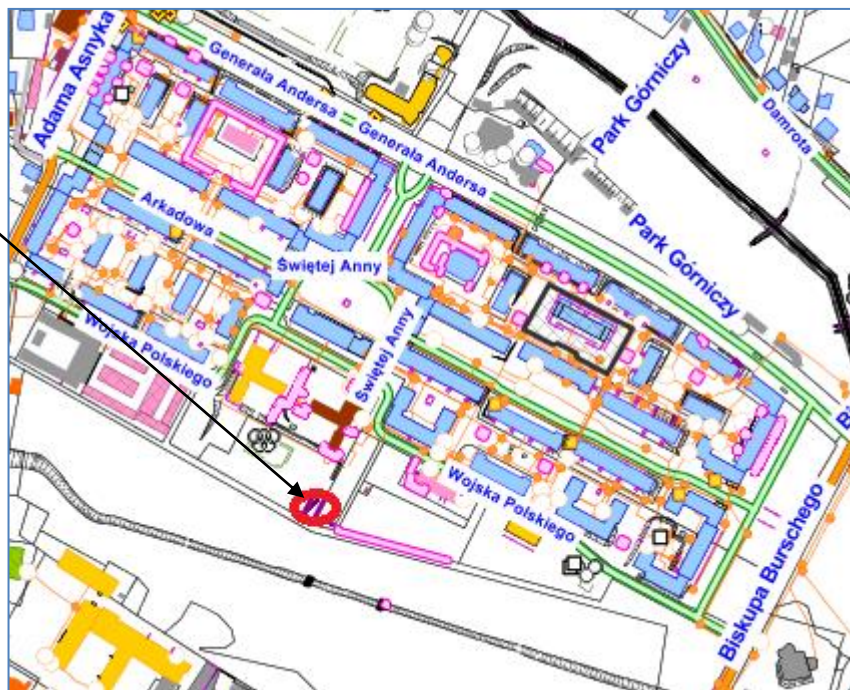 Adama Asnyka
Generała Andersa
Generała Andersa
Park Górniczy
Damrota
Arkadowa
Świętej Anny
Park Górniczy
Świętej Anny
Wojska Polskiego
Wojska Polskiego
Biskupa Burschego
B